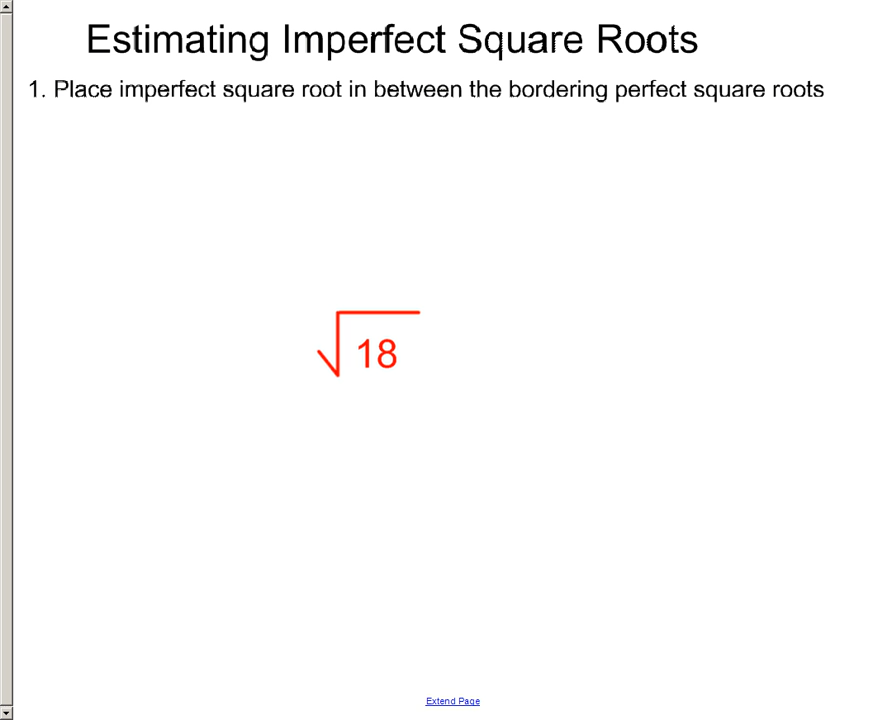 Estimating Imperfect Square Roots
1. Place imperfect square root in between the bordering perfect square roots
√18
Extend Page